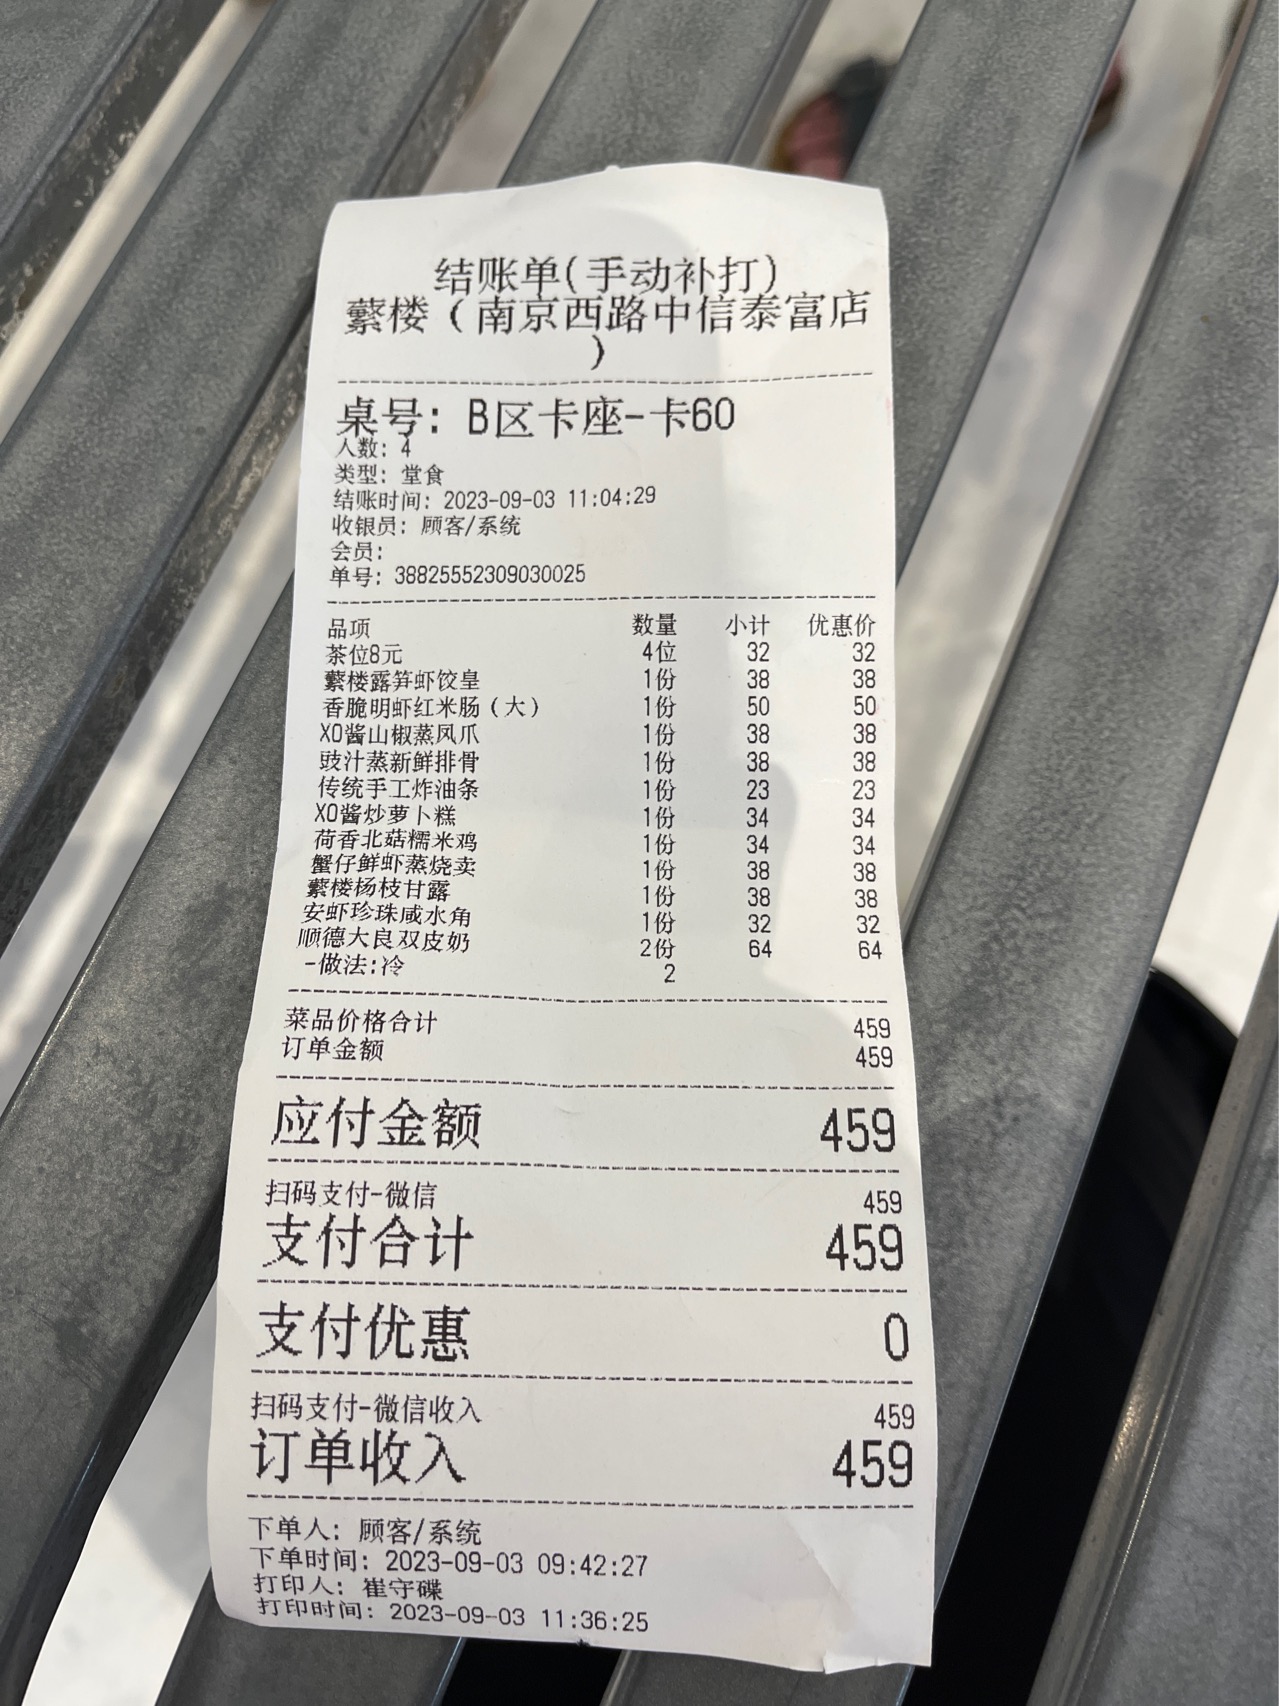 结账单(手动补打)
蘩楼(南京西路中信泰富店
)
桌号: B区卡座-卡60
人数: 4
类型: 堂食
结账时间: 2023-09-03 11:04:29
收银员: 顾客/系统
会员:
单号: 38825552309030025
品项 数量 小计 优惠价
茶位8元 4位 32 32
蘩楼露笋虾饺皇 1份 38 38
香脆明虾红米肠(大) 1份 50 50
XO酱山椒蒸凤爪 1份 38 38
豉汁蒸新鲜排骨 1份 38 38
传统手工炸油条 1份 23 23
XO酱炒萝卜糕 1份 34 34
荷香北菇糯米鸡 1份 34 34
蟹仔鲜虾蒸烧卖 1份 38 38
蘩楼杨枝甘露 1份 38 38
安虾珍珠咸水角 1份 32 32
顺德大良双皮奶 2份 64 64
-做法:冷 2
菜品价格合计 459
订单金额 459
应付金额 459
扫码支付-微信 459
支付合计 459
支付优惠 0
扫码支付-微信收入 459
订单收入 459
下单人: 顾客/系统
下单时间: 2023-09-03 09:42:27
打印人: 崔守碟
打印时间: 2023-09-03 11:36:25